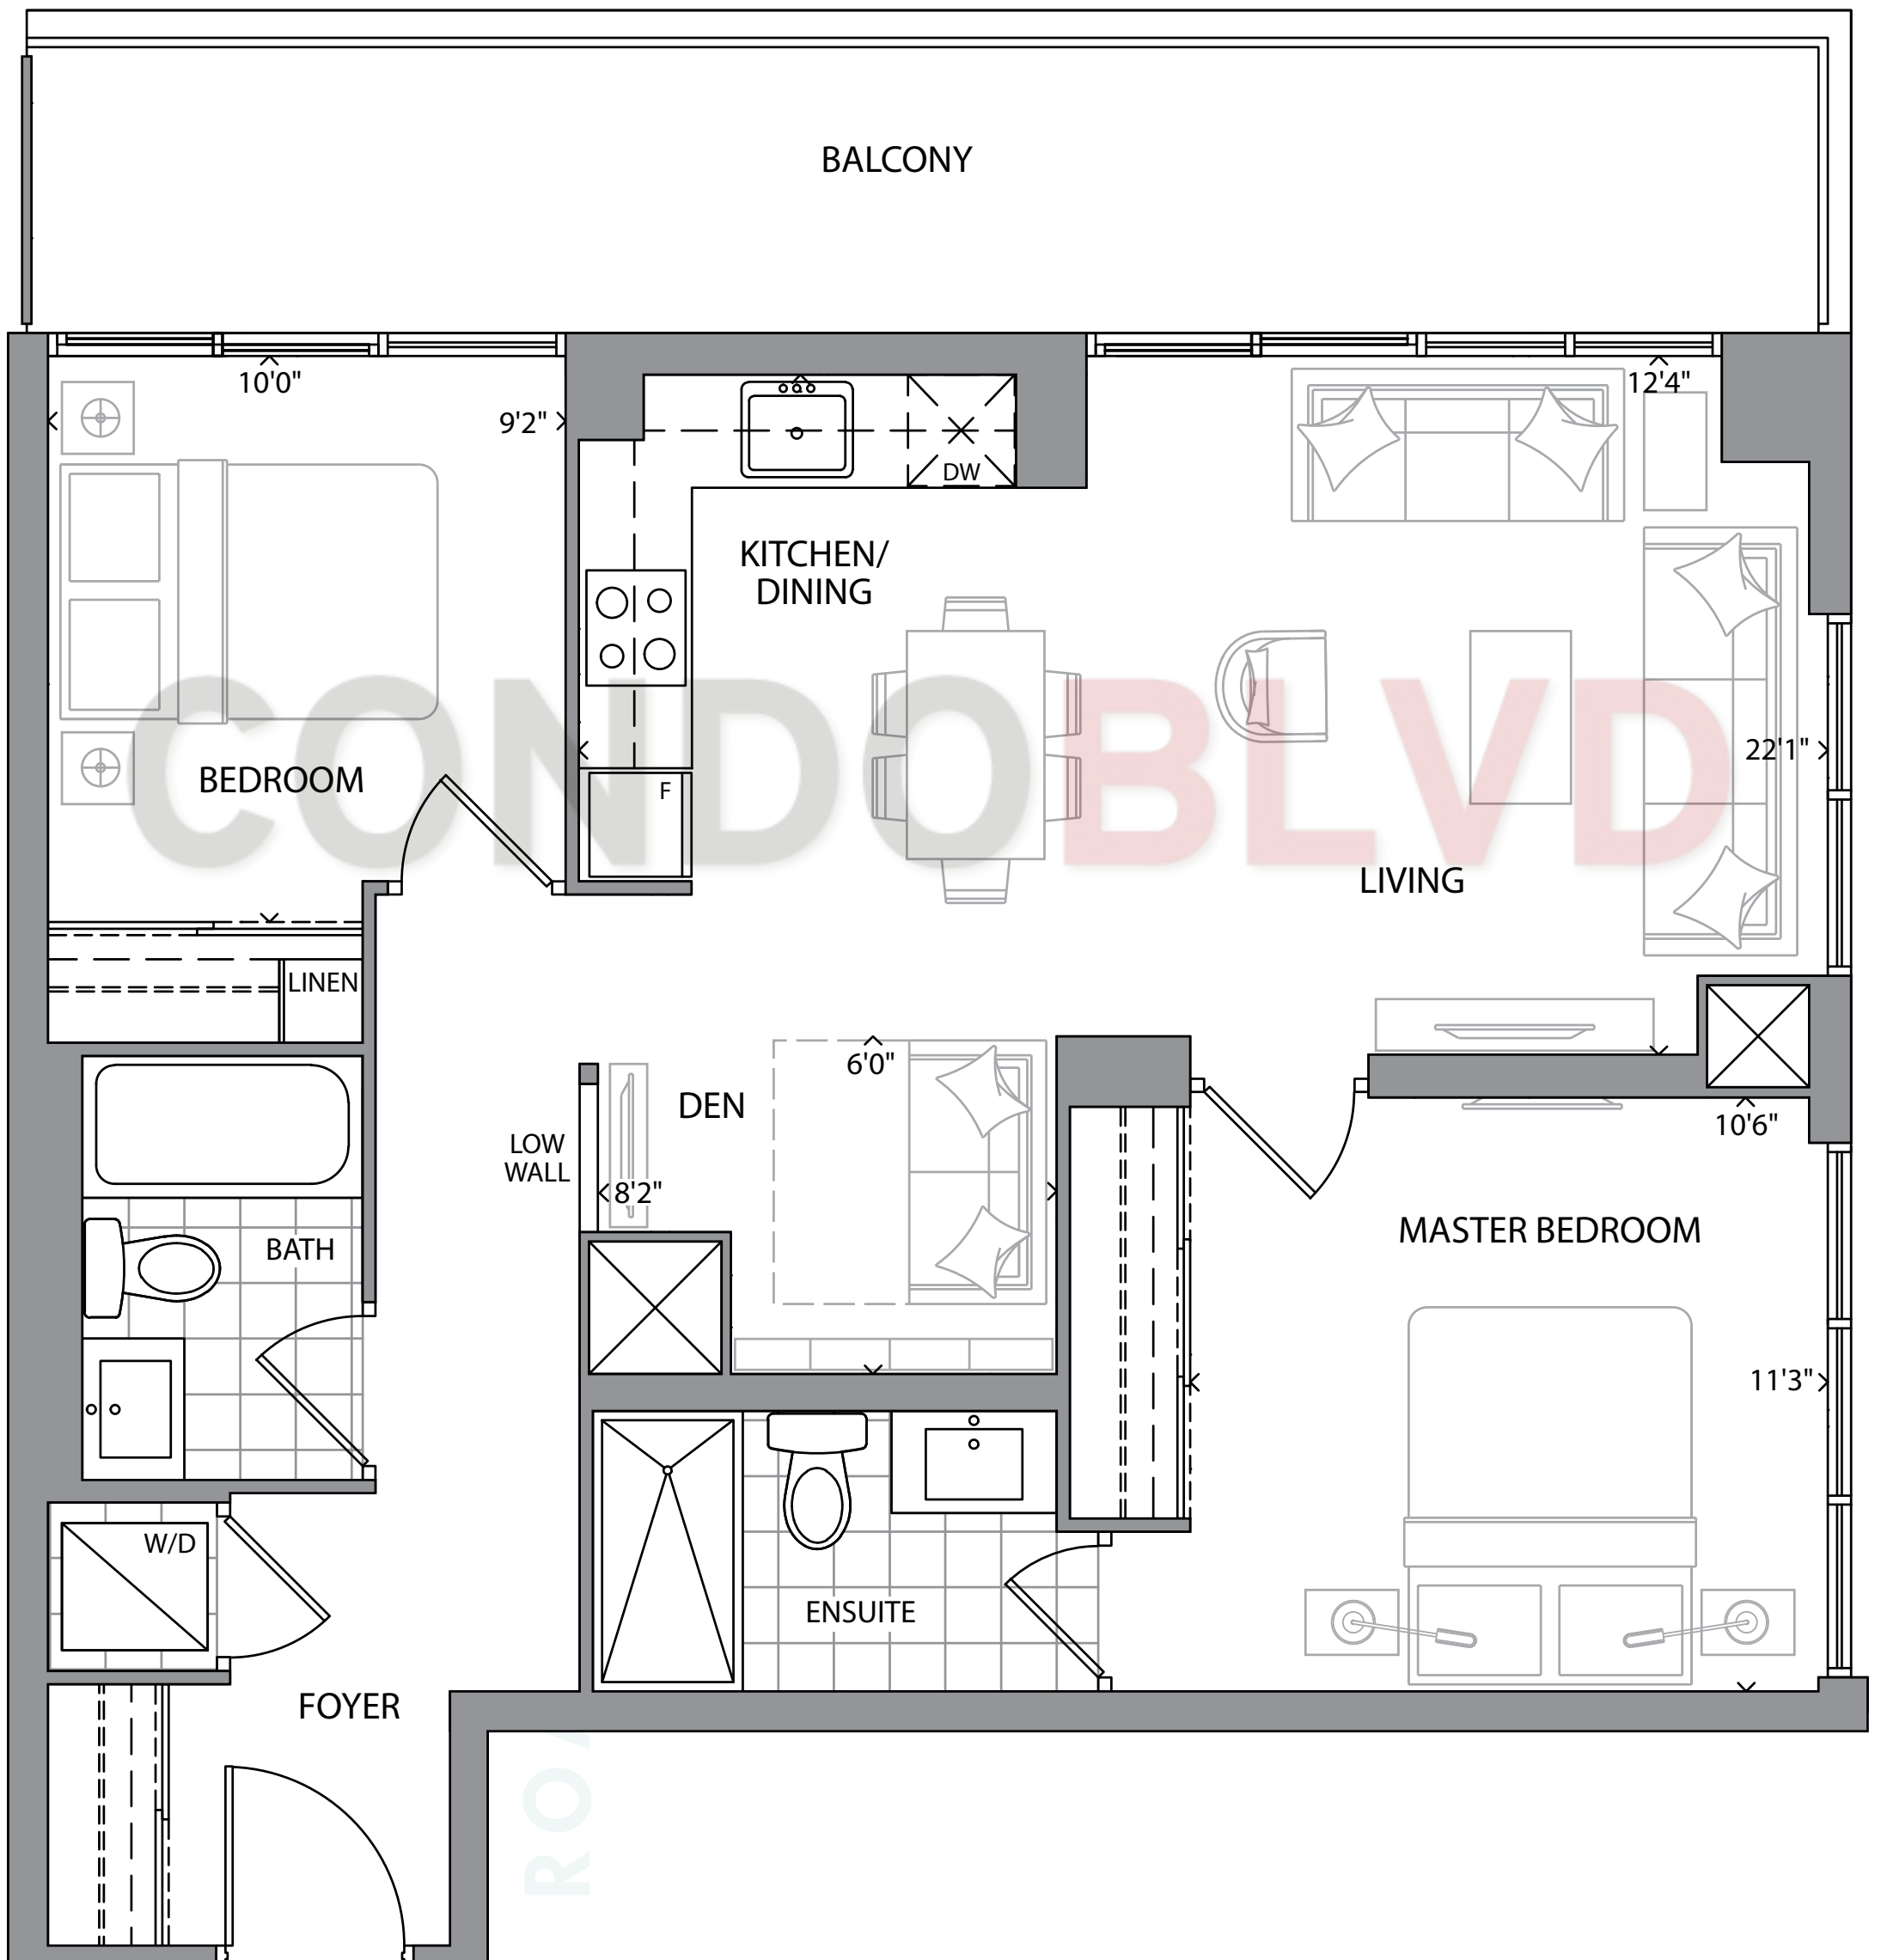 BALCONY
10'0"
12'4"
9'2"
DW
KITCHEN/
DINING
CONDOBLVD
22'1"
BEDROOM
F
LIVING
LINEN
6'0"
DEN
10'6"
LOW
WALL
8'2"
MASTER BEDROOM
BATH
11'3"
W/D
ENSUITE
FOYER